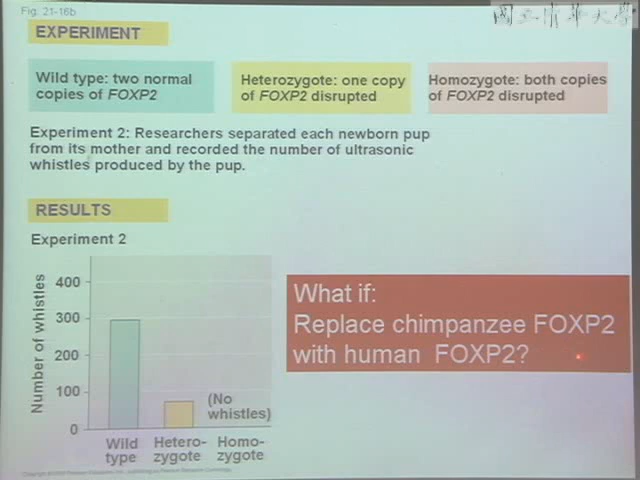 Fig. 21-16b
國立清華大學
EXPERIMENT
Wild type: two normal
copies of FOXP2
Heterozygote: one copy
of FOXP2 disrupted
Homozygote: both copies
of FOXP2 disrupted
Experiment 2: Researchers separated each newborn pup
from its mother and recorded the number of ultrasonic
whistles produced by the pup.
RESULTS
Experiment 2
Number of whistles
400
300
200
100
0
(No
whistles)
Wild
type
Hetero-
zygote
Homo-
zygote
What if:
Replace chimpanzee FOXP2
with human FOXP2?